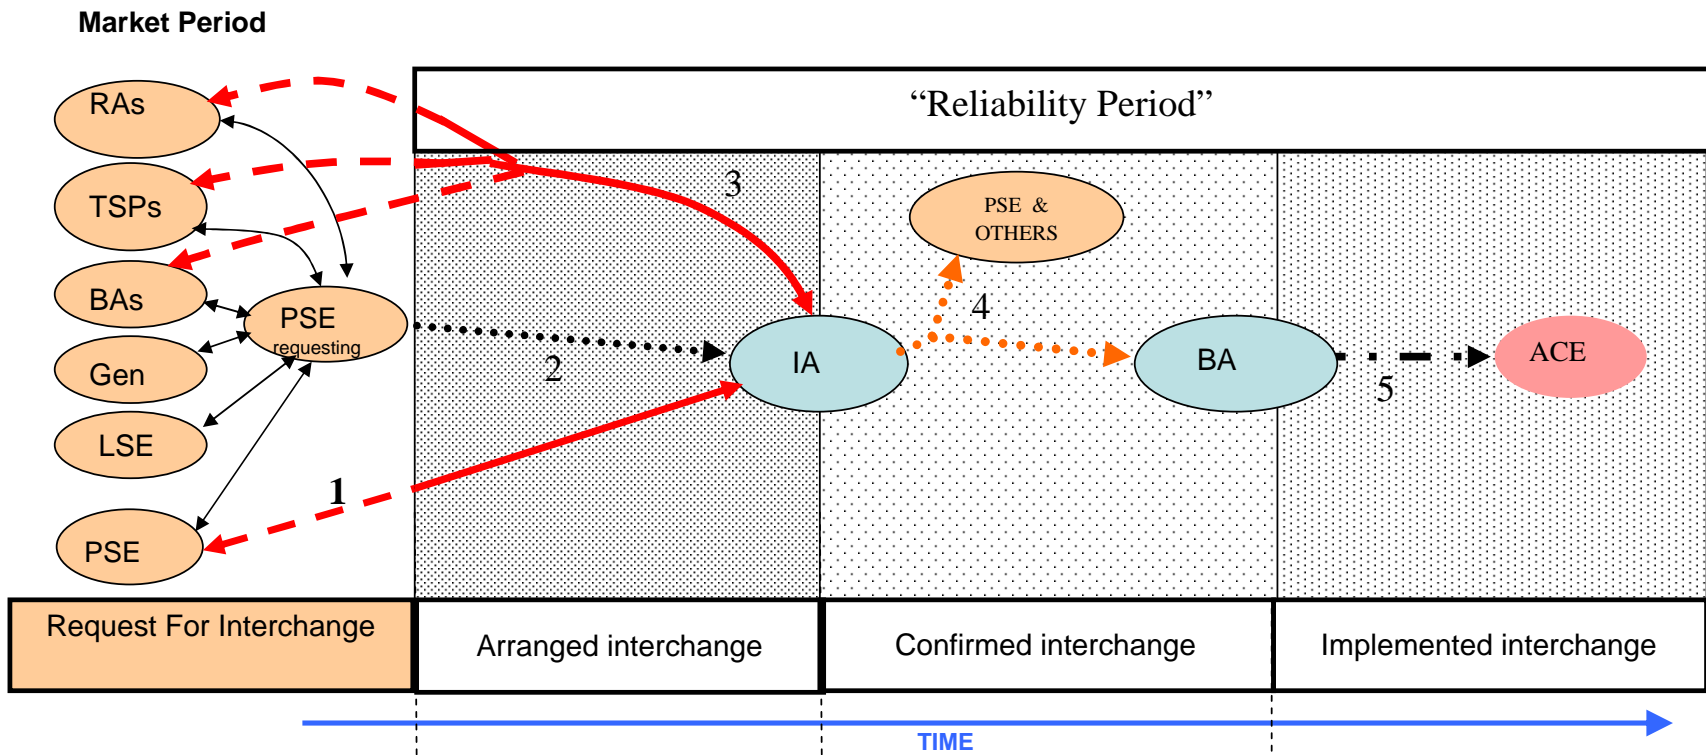 Market Period
“Reliability Period”
RAs
TSPs
BAs
Gen
LSE
PSE
PSE
requesting
1
2
3
IA
PSE &
OTHERS
4
BA
5
ACE
Request For Interchange
Arranged interchange
Confirmed interchange
Implemented interchange
TIME